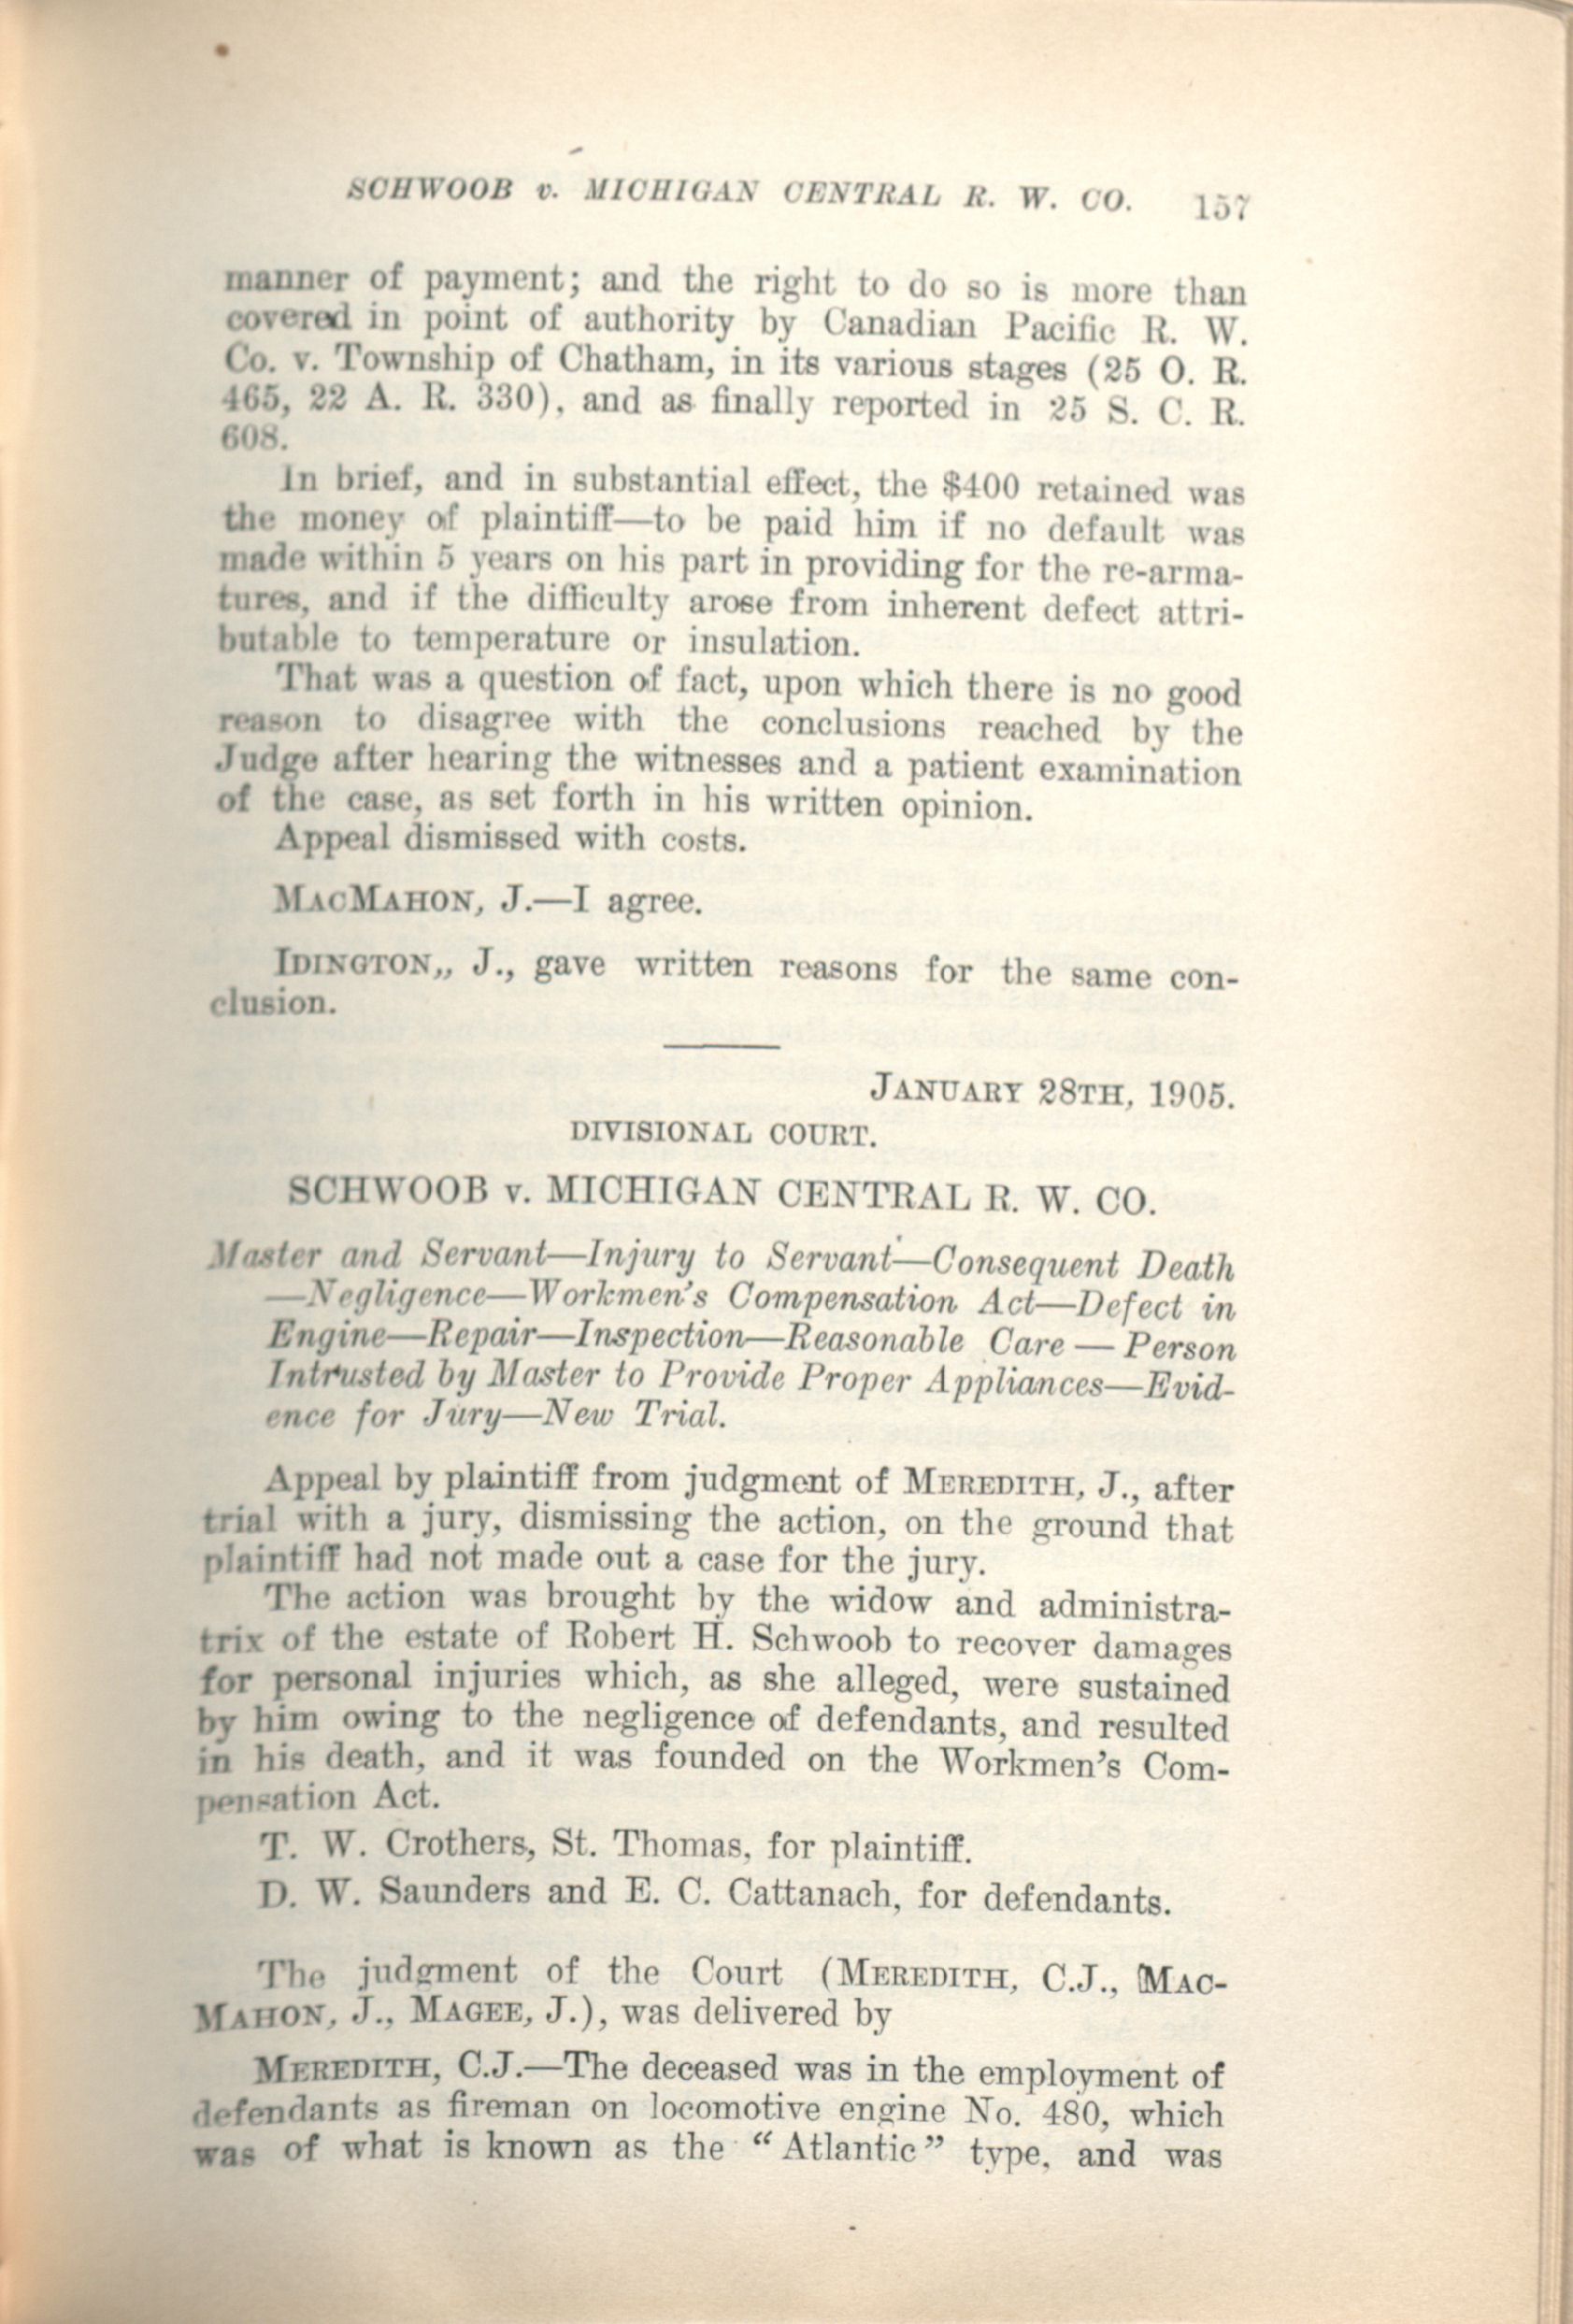 SCHWOOB v. MICHIGAN CENTRAL R. W. CO. 157
manner of payment; and the right to do so is more than
covered in point of authority by Canadian Pacific R. W.
Co. v. Township of Chatham, in its various stages (25 O. R.
465, 22 A. R. 330), and as finally reported in 25 S. C. R.
608.
In brief, and in substantial effect, the $400 retained was
the money of plaintiff—to be paid him if no default was
made within 5 years on his part in providing for the re-arma-
tures, and if the difficulty arose from inherent defect attri-
butable to temperature or insulation.
That was a question of fact, upon which there is no good
reason to disagree with the conclusions reached by the
Judge after hearing the witnesses and a patient examination
of the case, as set forth in his written opinion.
Appeal dismissed with costs.
MACMAHON, J.—I agree.
IDINGTON,, J., gave written reasons for the same con-
clusion.
JANUARY 28TH, 1905.
DIVISIONAL COURT.
SCHWOOB v. MICHIGAN CENTRAL R. W. CO.
Master and Servant—Injury to Servant—Consequent Death
—Negligence—Workmen's Compensation Act—Defect in
Engine—Repair—Inspection—Reasonable Care — Person
Intrusted by Master to Provide Proper Appliances—Evid-
ence for Jury—New Trial.
Appeal by plaintiff from judgment of MEREDITH, J., after
trial with a jury, dismissing the action, on the ground that
plaintiff had not made out a case for the jury.
The action was brought by the widow and administra-
trix of the estate of Robert H. Schwoob to recover damages
for personal injuries which, as she alleged, were sustained
by him owing to the negligence of defendants, and resulted
in his death, and it was founded on the Workmen's Com-
pensation Act.
T. W. Crothers, St. Thomas, for plaintiff.
D. W. Saunders and E. C. Cattanach, for defendants.
The judgment of the Court (MEREDITH, C.J., MAC-
MAHON, J., MAGEE, J.), was delivered by
MEREDITH, C.J.—The deceased was in the employment of
defendants as fireman on locomotive engine No. 480, which
was of what is known as the "Atlantic" type, and was